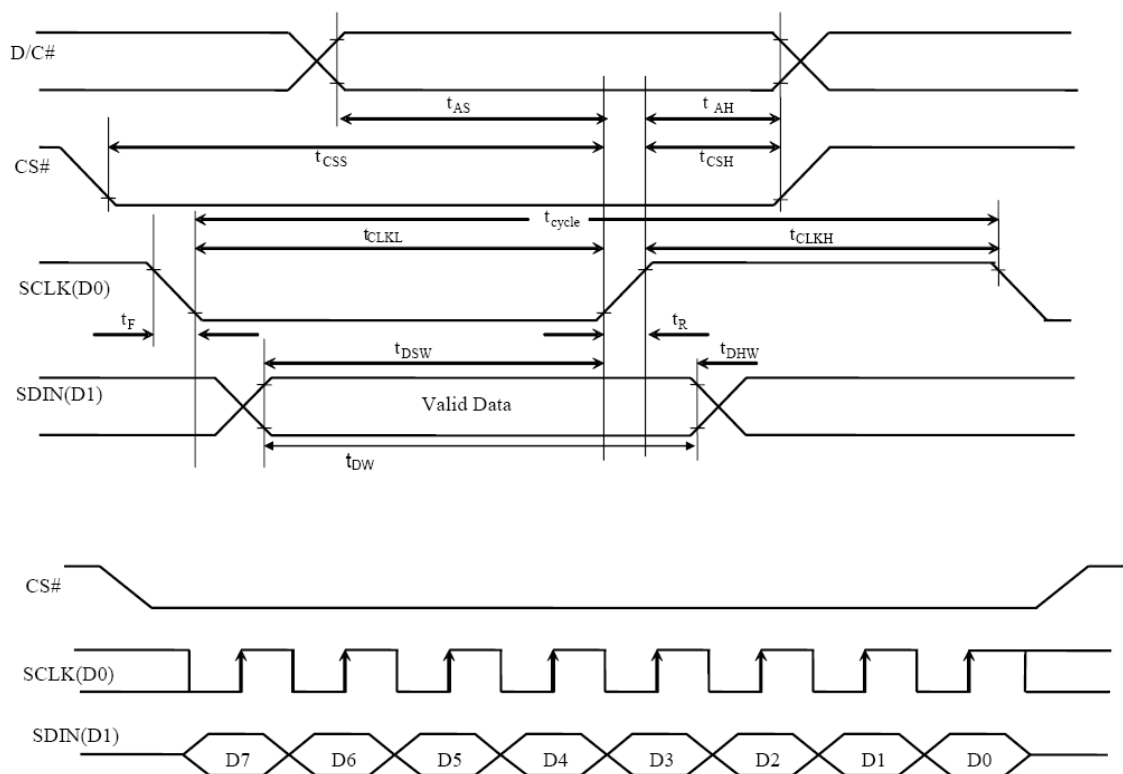 D/C#
tAS
tAH
CS#
tCSS
tCSH
tcycle
tCLKL
tCLKH
SCLK(D0)
tF
tR
tDSW
tDHW
SDIN(D1)
Valid Data
tDW
CS#
SCLK(D0)
SDIN(D1)
D7 D6 D5 D4 D3 D2 D1 D0